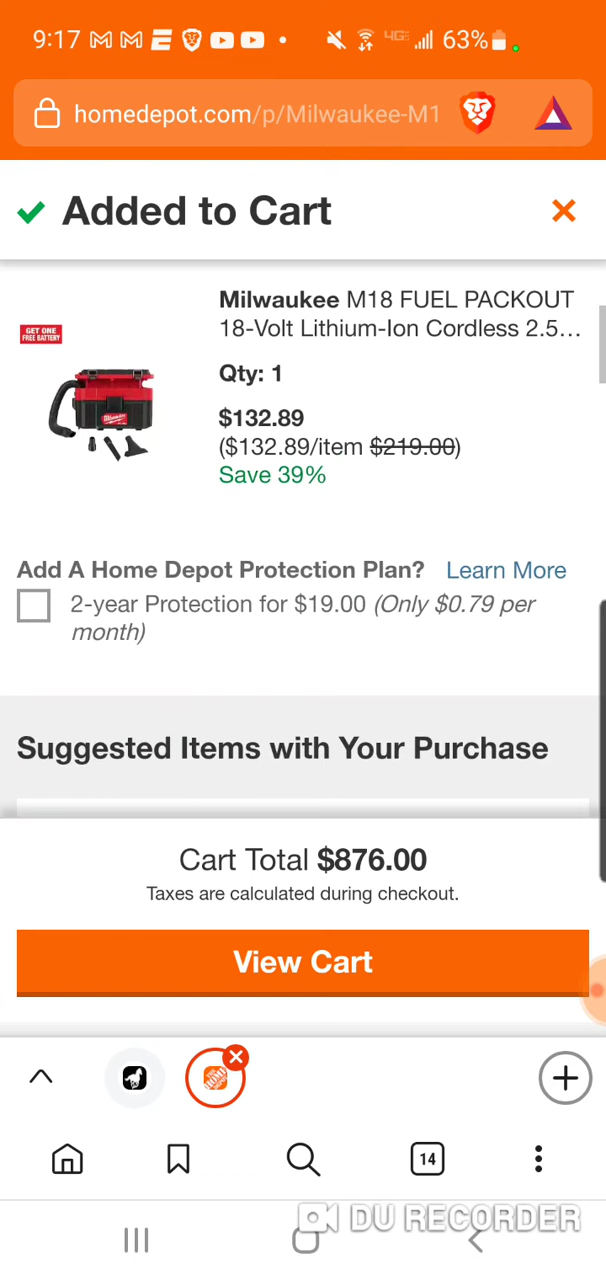 9:17
4GE
63%
homedepot.com/p/Milwaukee-M1
Added to Cart
GET ONE
FREE BATTERY
Milwaukee M18 FUEL PACKOUT
18-Volt Lithium-Ion Cordless 2.5...
Qty: 1
$132.89
($132.89/item $219.00)
Save 39%
Milwaukee
Add A Home Depot Protection Plan? Learn More
2-year Protection for $19.00 (Only $0.79 per
month)
Suggested Items with Your Purchase
Cart Total $876.00
Taxes are calculated during checkout.
View Cart
14
DU RECORDER